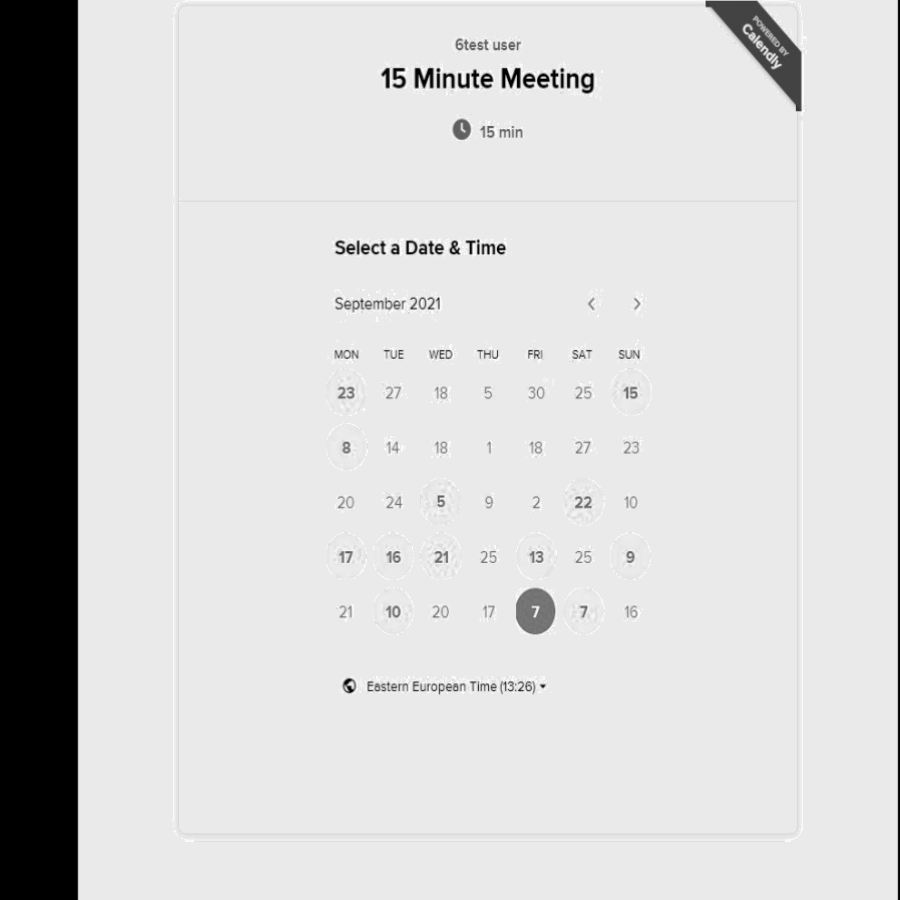 POWERED BY
Calendly
6test user
15 Minute Meeting
15 min
Select a Date & Time
September 2021
MON TUE WED THU FRI SAT SUN
23 27 18 5 30 25 15
8 14 18 1 18 27 23
20 24 5 9 2 22 10
17 16 21 25 13 25 9
21 10 20 17 7 7 16
Eastern European Time (13:26)